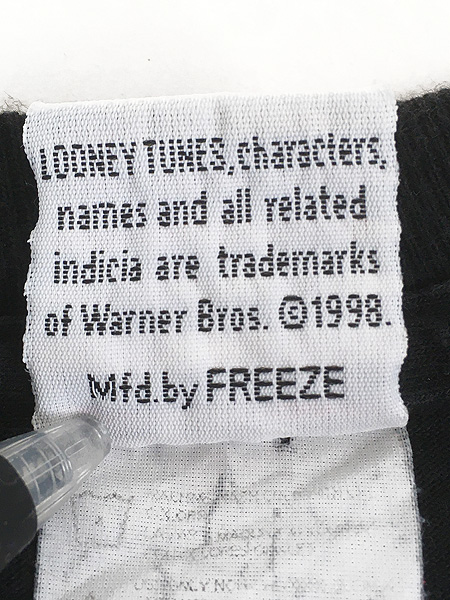 LOONEY TUNES, characters,
names and all related
indicia are trademarks
of Warner Bros. ©1998.
Mfd.by FREEZE